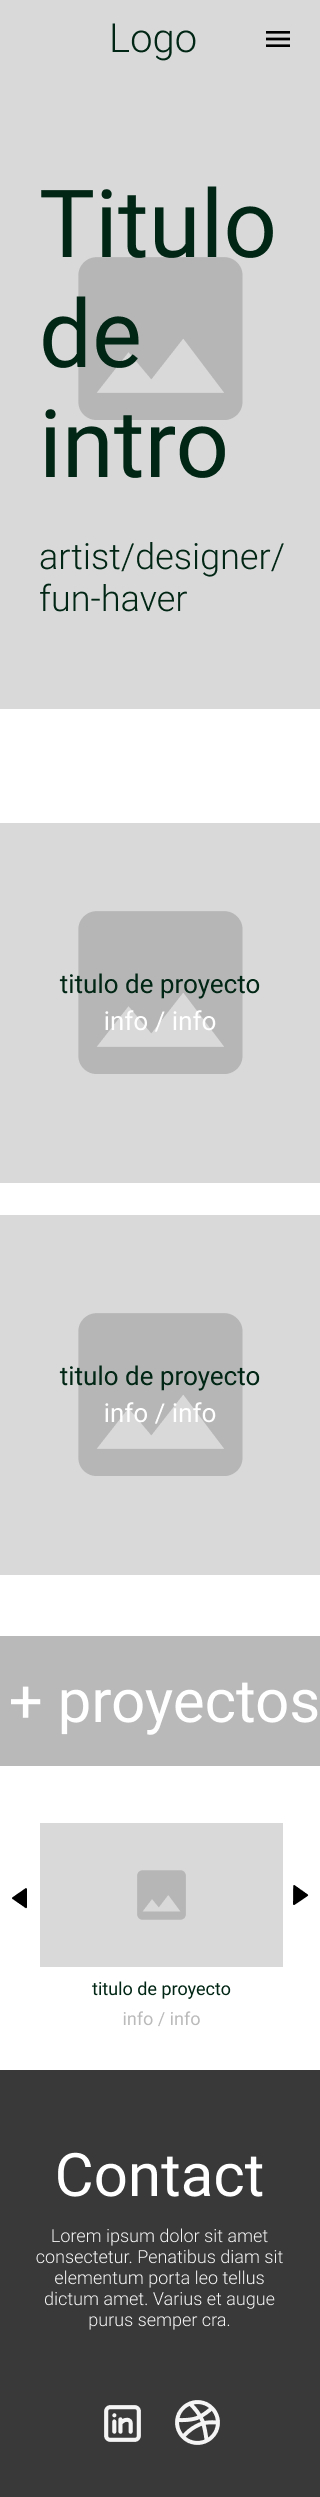 Logo
Titulo
de
intro
artist/designer/
fun-haver
titulo de proyecto
info / info
titulo de proyecto
info / info
+ proyectos
titulo de proyecto
info / info
Contact
Lorem ipsum dolor sit amet
consectetur. Penatibus diam sit
elementum porta leo tellus
dictum amet. Varius et augue
purus semper cra.
in